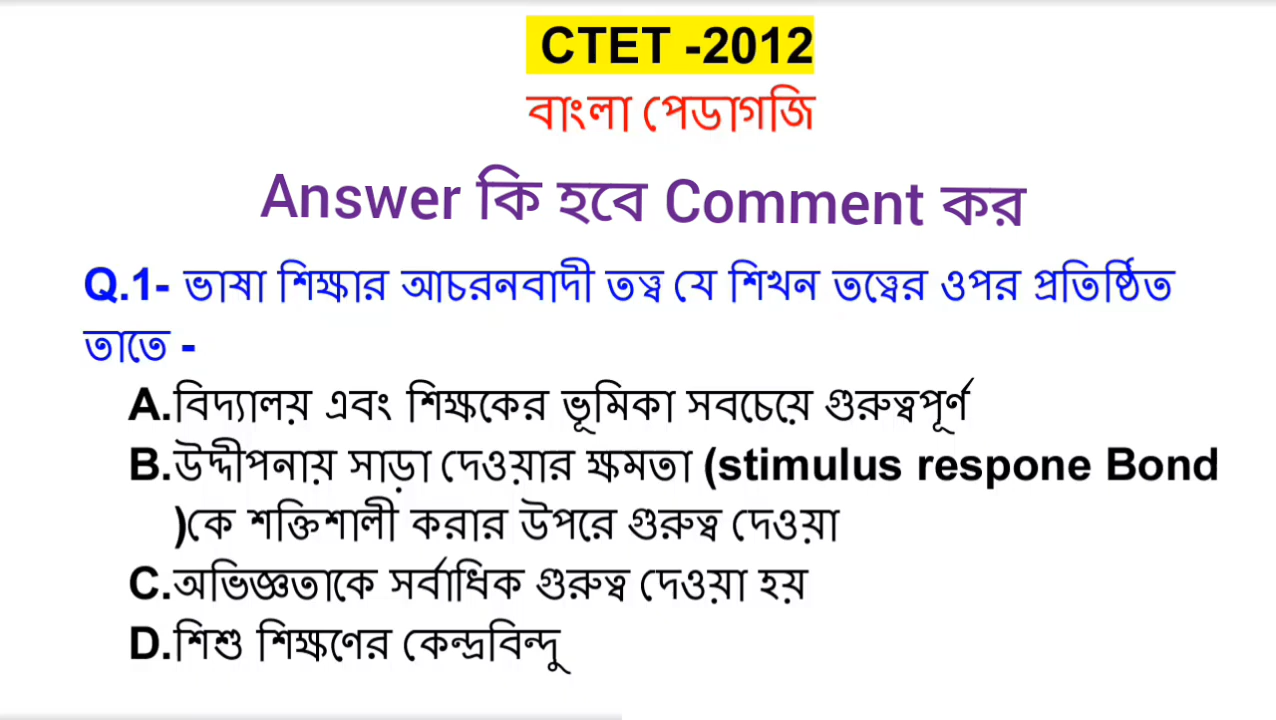 CTET -2012
বাংলা পেডাগজি
Answer কি হবে Comment কর
Q.1- ভাষা শিক্ষার আচরনবাদী তত্ত্ব যে শিখন তত্ত্বের ওপর প্রতিষ্ঠিত
তাতে -
A.বিদ্যালয় এবং শিক্ষকের ভূমিকা সবচেয়ে গুরুত্বপূর্ণ
B.উদ্দীপনায় সাড়া দেওয়ার ক্ষমতা (stimulus respone Bond
)কে শক্তিশালী করার উপরে গুরুত্ব দেওয়া
C.অভিজ্ঞতাকে সর্বাধিক গুরুত্ব দেওয়া হয়
D.শিশু শিক্ষণের কেন্দ্রবিন্দু